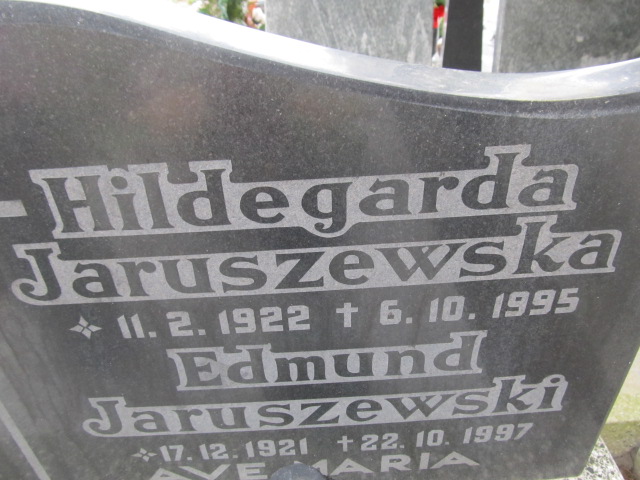 Hildegarda
Jaruszewska
✧ 11. 2. 1922 ✝ 6. 10. 1995
Edmund
Jaruszewski
✧ 17. 12. 1921 ✝ 22. 10. 1997
AVE MARIA